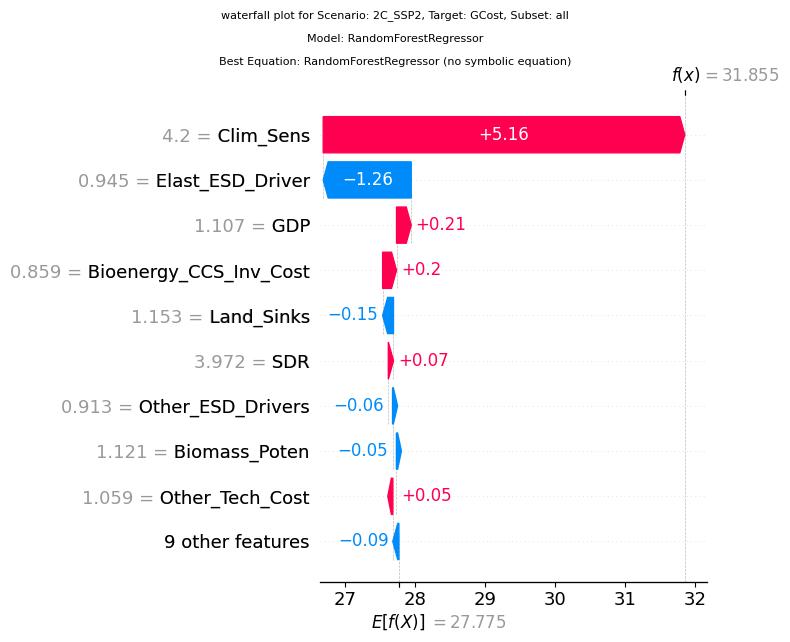 waterfall plot for Scenario: 2C_SSP2, Target: GCost, Subset: all
Model: RandomForestRegressor
Best Equation: RandomForestRegressor (no symbolic equation)
f(x) = 31.855
4.2 = Clim_Sens +5.16
0.945 = Elast_ESD_Driver −1.26
1.107 = GDP +0.21
0.859 = Bioenergy_CCS_Inv_Cost +0.2
1.153 = Land_Sinks −0.15
3.972 = SDR +0.07
0.913 = Other_ESD_Drivers −0.06
1.121 = Biomass_Poten −0.05
1.059 = Other_Tech_Cost +0.05
9 other features −0.09
27 28 29 30 31 32
E[f(X)] = 27.775